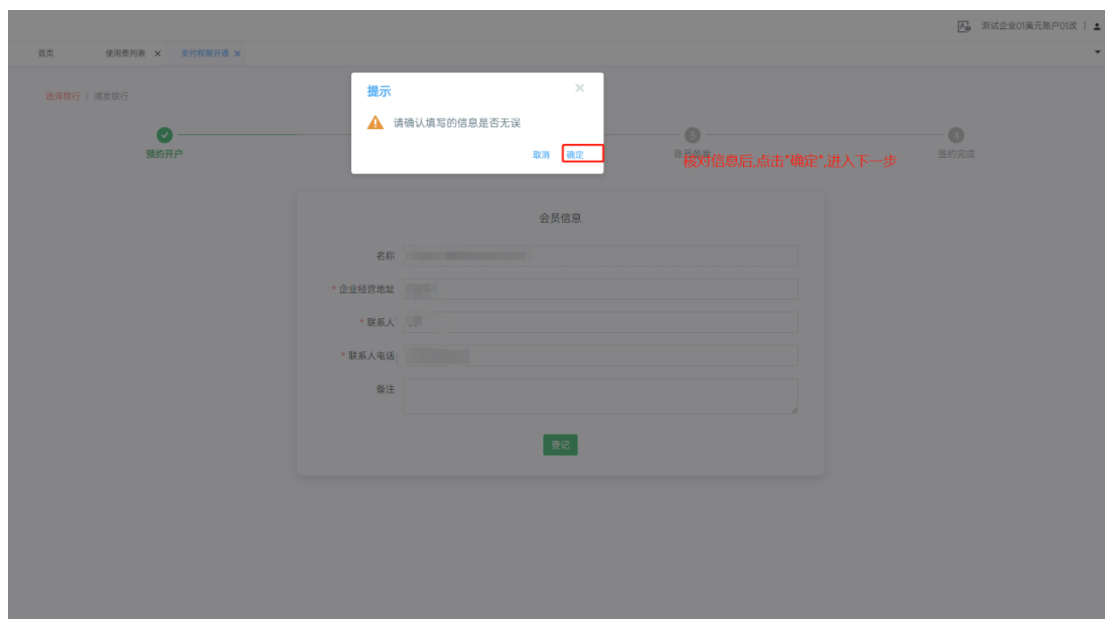 测试企业01美元账户01改
首页 使用费列表 × 支付权限开通 ×
选择银行 / 浦发银行
提示
请确认填写的信息是否无误
取消 确定
预约开户
3
4
签约完成
核对信息后,点击"确定",进入下一步
会员信息
名称
* 企业经营地址
* 联系人
* 联系人电话
备注
登记